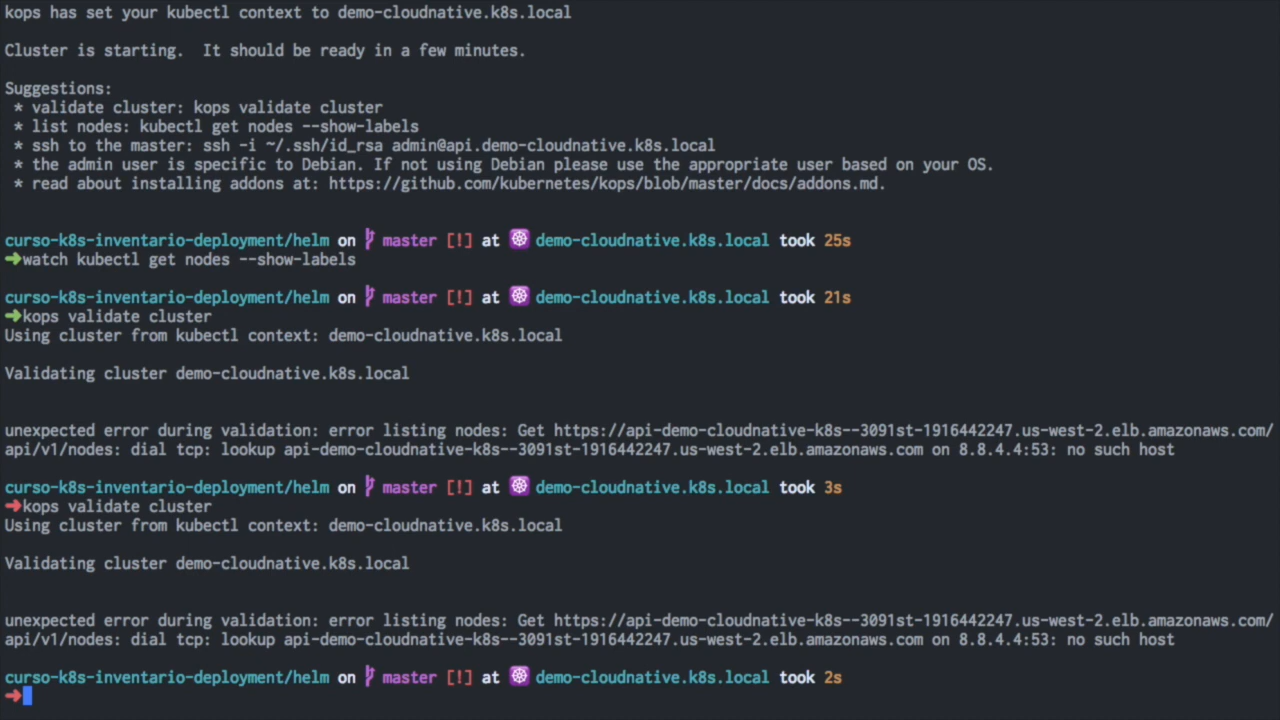 kops has set your kubectl context to demo-cloudnative.k8s.local
Cluster is starting.  It should be ready in a few minutes.
Suggestions:
* validate cluster: kops validate cluster
* list nodes: kubectl get nodes --show-labels
* ssh to the master: ssh -i ~/.ssh/id_rsa admin@api.demo-cloudnative.k8s.local
* the admin user is specific to Debian. If not using Debian please use the appropriate user based on your OS.
* read about installing addons at: https://github.com/kubernetes/kops/blob/master/docs/addons.md.
curso-k8s-inventario-deployment/helm on master [!] at demo-cloudnative.k8s.local took 25s
➜watch kubectl get nodes --show-labels
curso-k8s-inventario-deployment/helm on master [!] at demo-cloudnative.k8s.local took 21s
➜kops validate cluster
Using cluster from kubectl context: demo-cloudnative.k8s.local
Validating cluster demo-cloudnative.k8s.local
unexpected error during validation: error listing nodes: Get https://api-demo-cloudnative-k8s--3091st-1916442247.us-west-2.elb.amazonaws.com/
api/v1/nodes: dial tcp: lookup api-demo-cloudnative-k8s--3091st-1916442247.us-west-2.elb.amazonaws.com on 8.8.4.4:53: no such host
curso-k8s-inventario-deployment/helm on master [!] at demo-cloudnative.k8s.local took 3s
➜kops validate cluster
Using cluster from kubectl context: demo-cloudnative.k8s.local
Validating cluster demo-cloudnative.k8s.local
unexpected error during validation: error listing nodes: Get https://api-demo-cloudnative-k8s--3091st-1916442247.us-west-2.elb.amazonaws.com/
api/v1/nodes: dial tcp: lookup api-demo-cloudnative-k8s--3091st-1916442247.us-west-2.elb.amazonaws.com on 8.8.4.4:53: no such host
curso-k8s-inventario-deployment/helm on master [!] at demo-cloudnative.k8s.local took 2s
➜